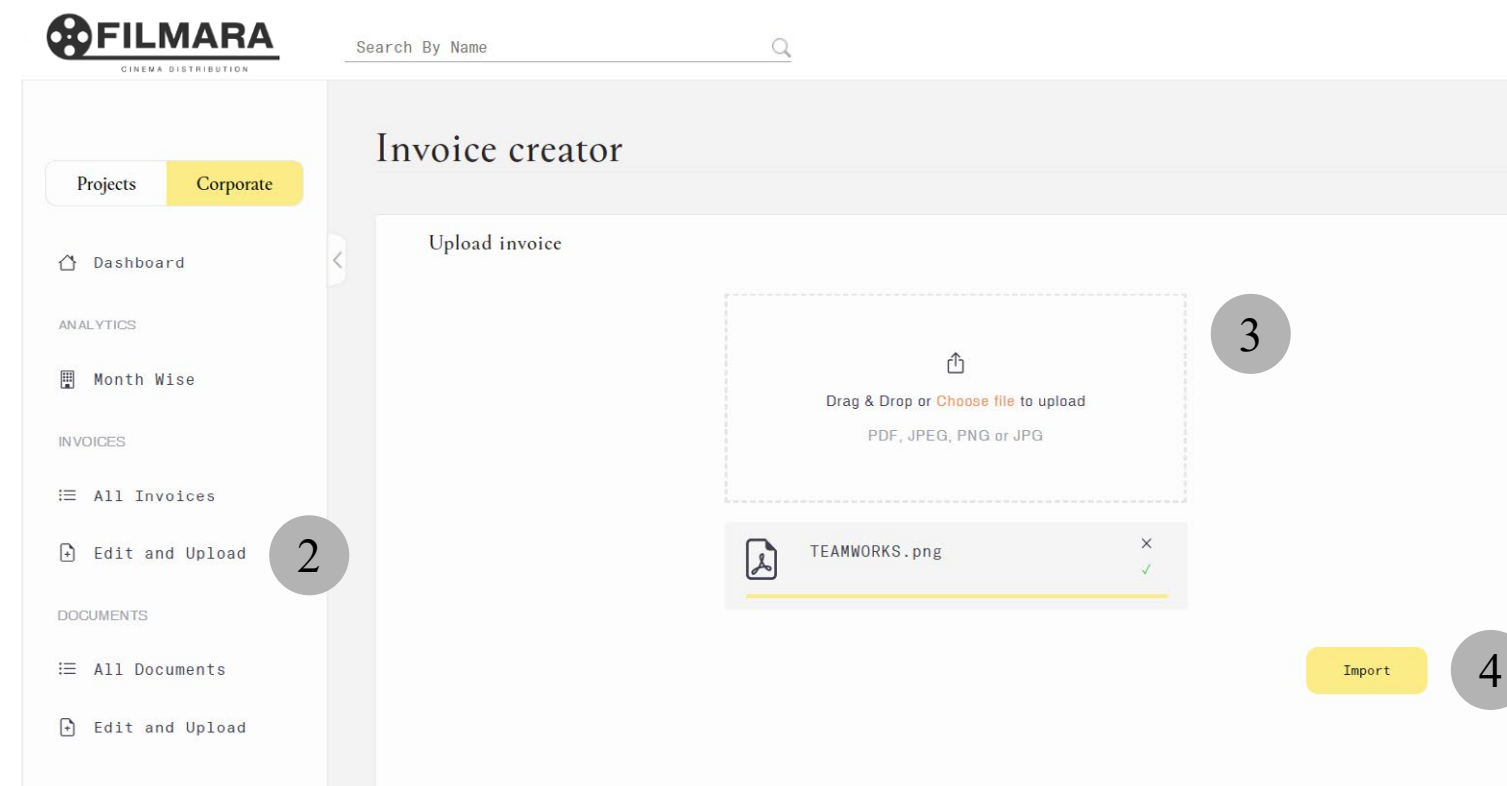 FILMARA
CINEMA DISTRIBUTION
Search By Name
Projects
Corporate
Dashboard
ANALYTICS
Month Wise
INVOICES
All Invoices
Edit and Upload
2
DOCUMENTS
All Documents
Edit and Upload
Invoice creator
Upload invoice
3
Drag & Drop or Choose file to upload
PDF, JPEG, PNG or JPG
TEAMWORKS.png
Import
4